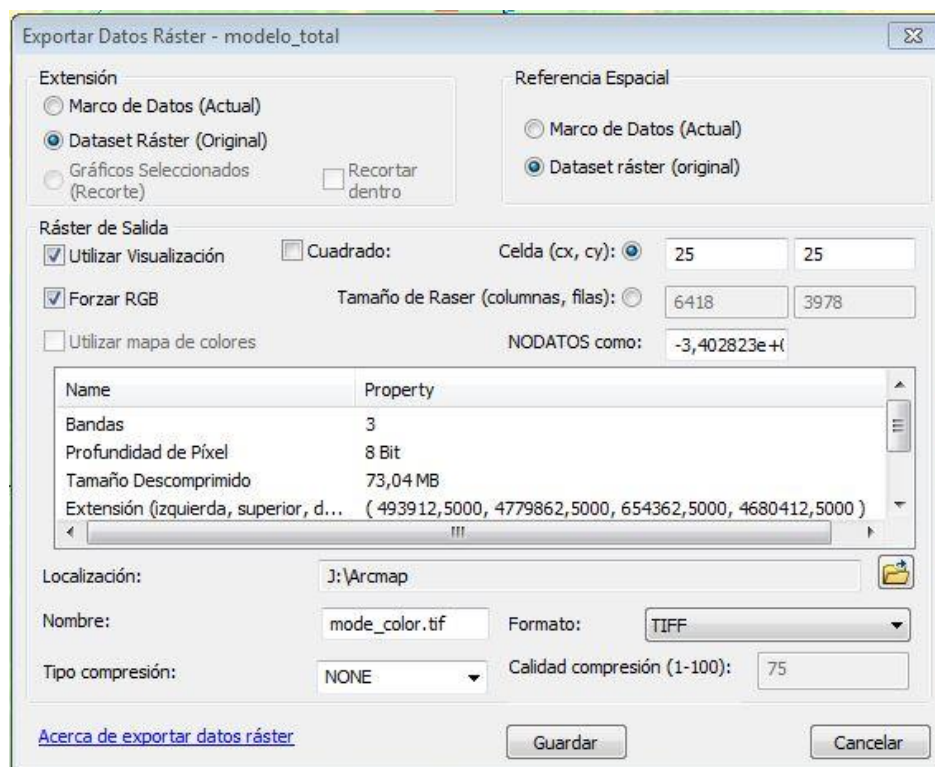 Exportar Datos Ráster - modelo_total
Extensión
Marco de Datos (Actual)
Dataset Ráster (Original)
Gráficos Seleccionados
(Recorte)
Recortar
dentro
Referencia Espacial
Marco de Datos (Actual)
Dataset ráster (original)
Ráster de Salida
Utilizar Visualización
Cuadrado:
Celda (cx, cy):
25
25
Forzar RGB
Tamaño de Raser (columnas, filas):
6418
3978
Utilizar mapa de colores
NODATOS como:
-3,402823e+(
Name Property
Bandas 3
Profundidad de Píxel 8 Bit
Tamaño Descomprimido 73,04 MB
Extensión (izquierda, superior, d... ( 493912,5000, 4779862,5000, 654362,5000, 4680412,5000 )
Localización: J:\Arcmap
Nombre: mode_color.tif Formato: TIFF
Tipo compresión: NONE Calidad compresión (1-100): 75
Acerca de exportar datos ráster
Guardar
Cancelar